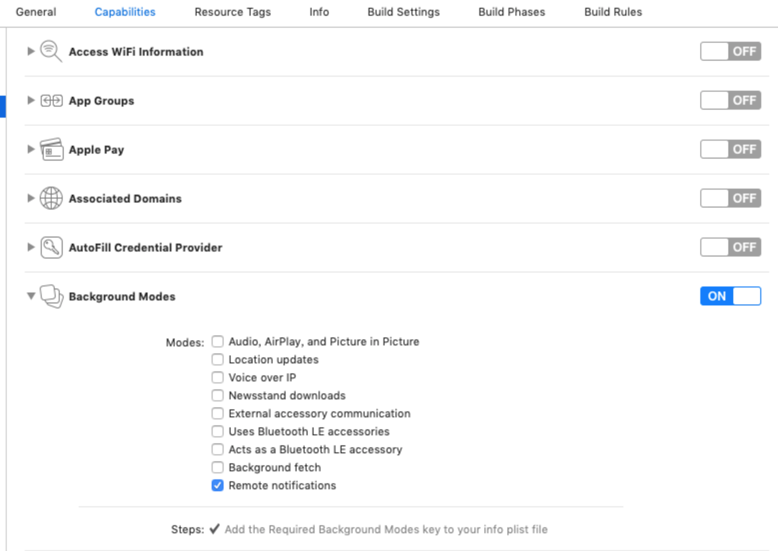 General Capabilities Resource Tags Info Build Settings Build Phases Build Rules
Access WiFi Information OFF
App Groups OFF
Apple Pay OFF
Associated Domains OFF
AutoFill Credential Provider OFF
Background Modes ON
Modes: Audio, AirPlay, and Picture in Picture
Location updates
Voice over IP
Newsstand downloads
External accessory communication
Uses Bluetooth LE accessories
Acts as a Bluetooth LE accessory
Background fetch
Remote notifications
Steps: ✔ Add the Required Background Modes key to your info plist file